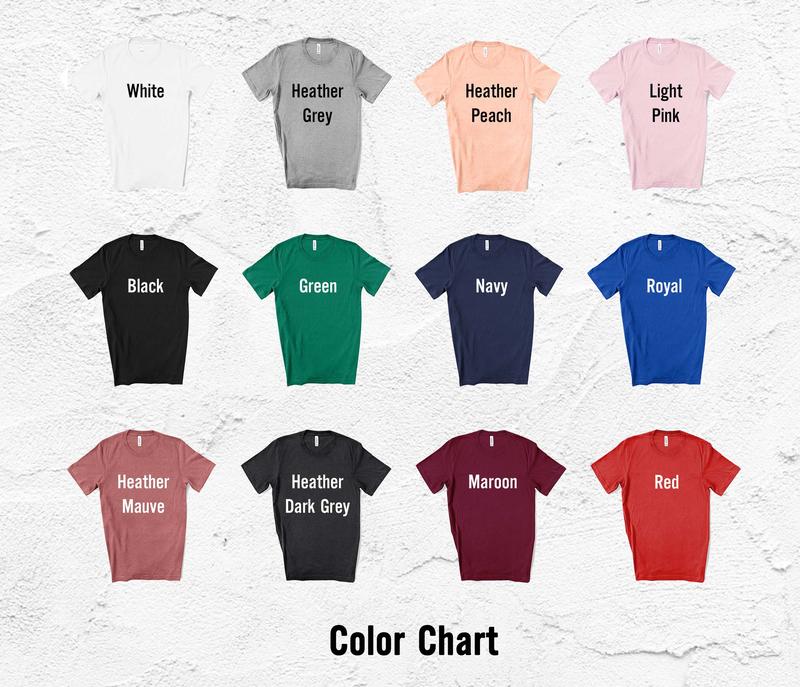 White
Heather
Grey
Heather
Peach
Light
Pink
Black
Green
Navy
Royal
Heather
Mauve
Heather
Dark Grey
Maroon
Red
Color Chart